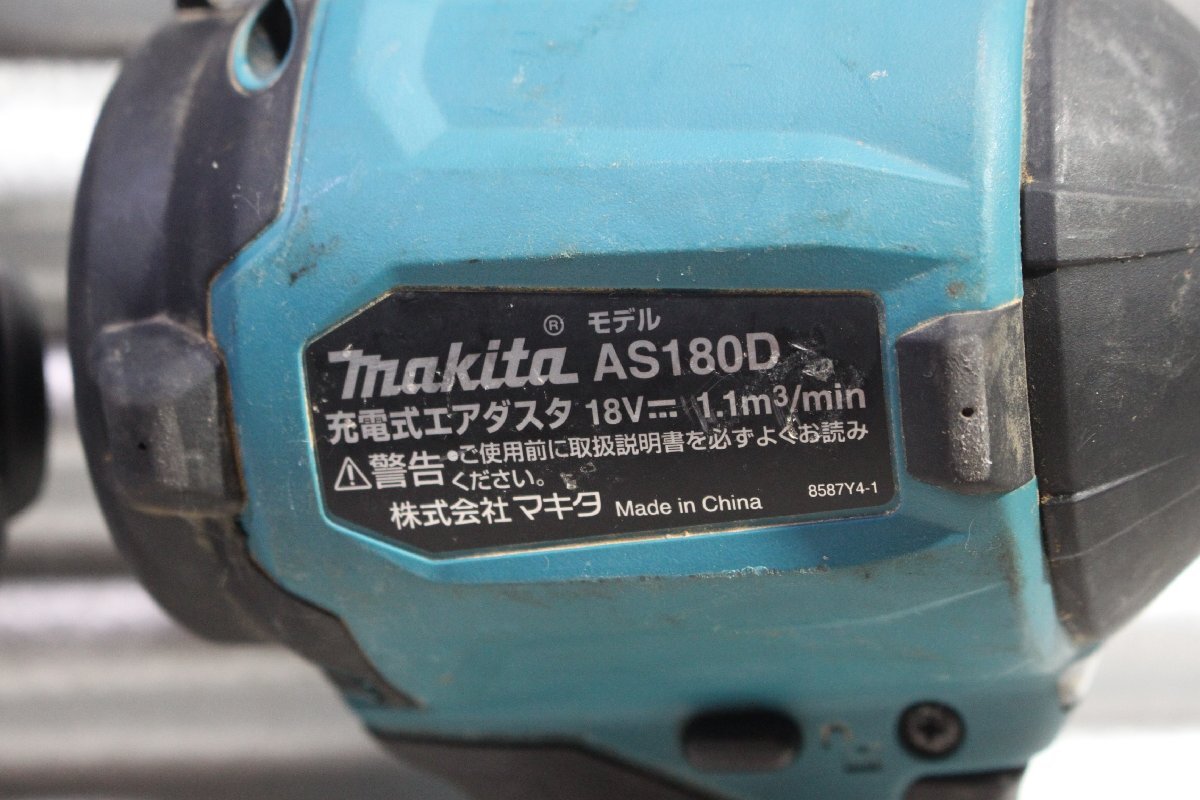 ® モデル
makita AS180D
充電式エアダスタ 18V⎓ 1.1m³/min
⚠警告 •ご使用前に取扱説明書を必ずよくお読み
ください。
株式会社マキタ Made in China 8587Y4-1